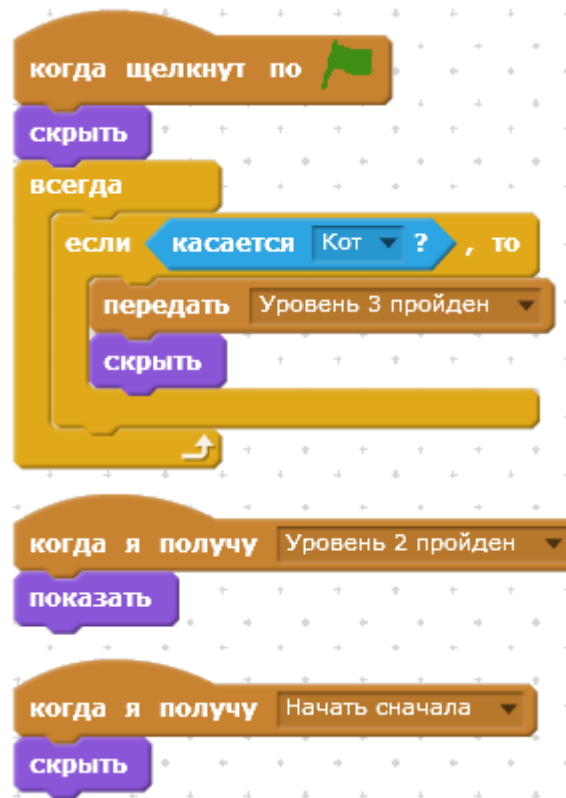 когда щелкнут по
скрыть
всегда
если касается Кот ? , то
передать Уровень 3 пройден
скрыть
когда я получу Уровень 2 пройден
показать
когда я получу Начать сначала
скрыть